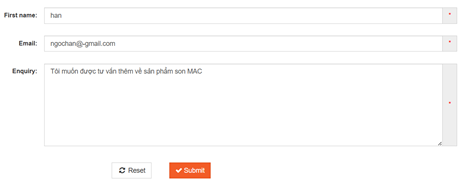 First name: han *
Email: ngochan@-gmail.com *
Enquiry: Tôi muốn được tư vấn thêm về sản phẩm son MAC *
Reset Submit